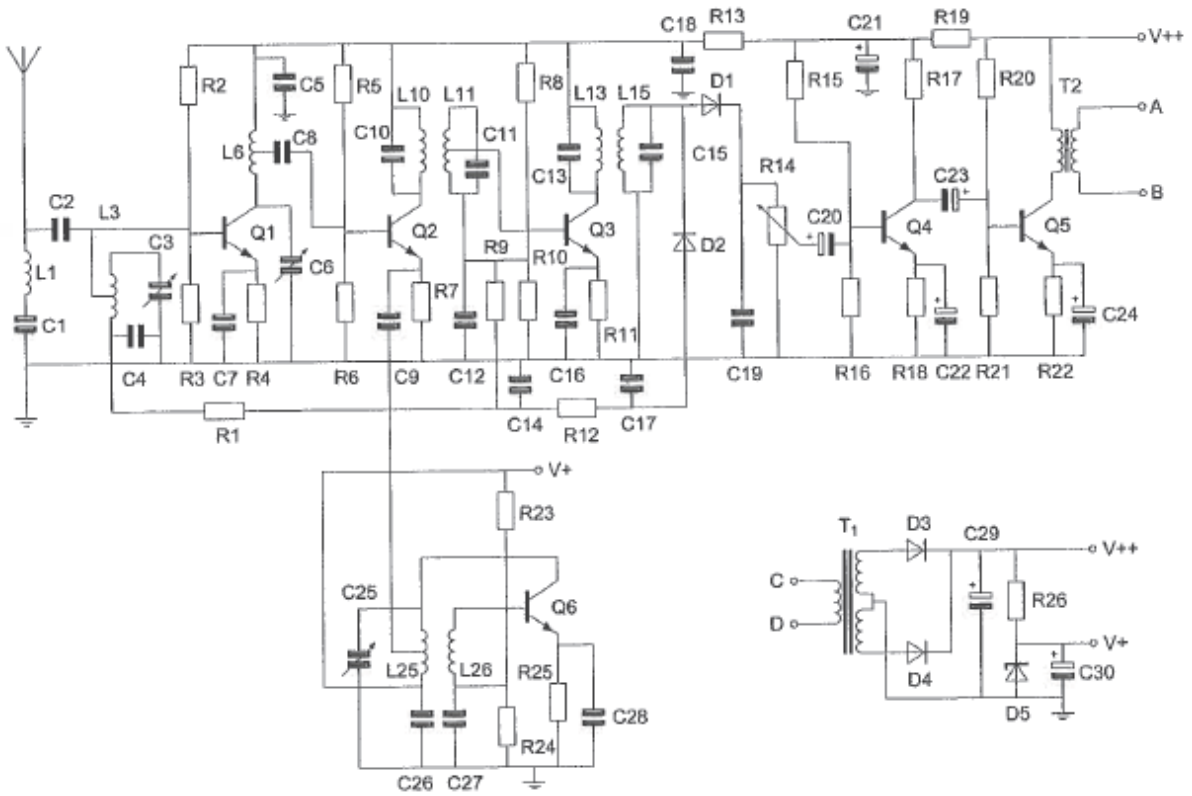 C18 R13 C21 R19
V++
R2 C5 R5 L10 L11 R8 L13 L15 D1 R15 R17 R20 T2
A
L6 C8 C10 C11 C13 C15 R14 C20 C23
B
C2 L3 C3 Q1 C6 Q2 R9 R10 Q3 D2 Q4 Q5
L1 R7 R11 C24
C1
C4 R3 C7 R4 R6 C9 C12 C14 C16 C17 C19 R16 R18 C22 R21 R22
R1 R12
V+
R23
C25 Q6
L25 L26 R25
C28
R24
C26 C27
T1 D3 C29
V++
C
D
R26
V+
D4 D5 C30
+ + + + + + +